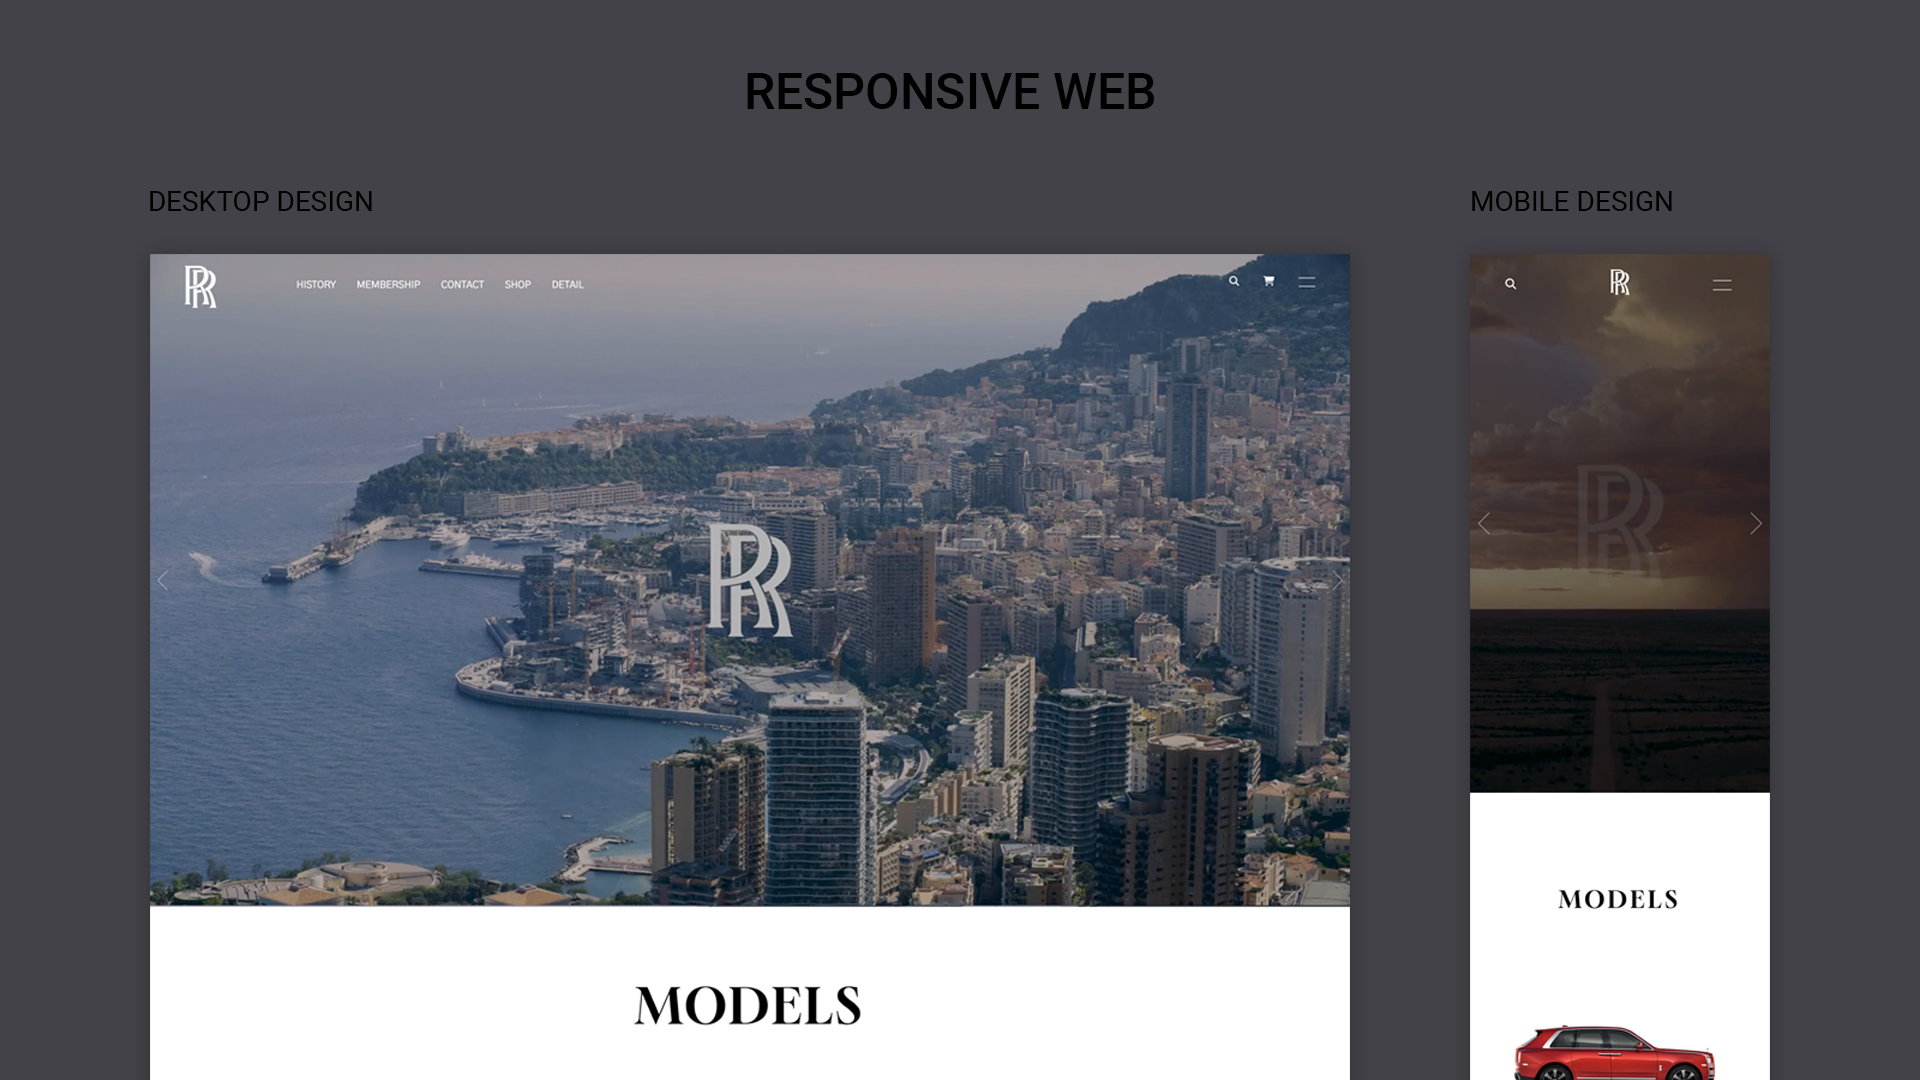 RESPONSIVE WEB
DESKTOP DESIGN
MOBILE DESIGN
RR
HISTORY MEMBERSHIP CONTACT SHOP DETAIL
RR
RR
RR
MODELS
MODELS